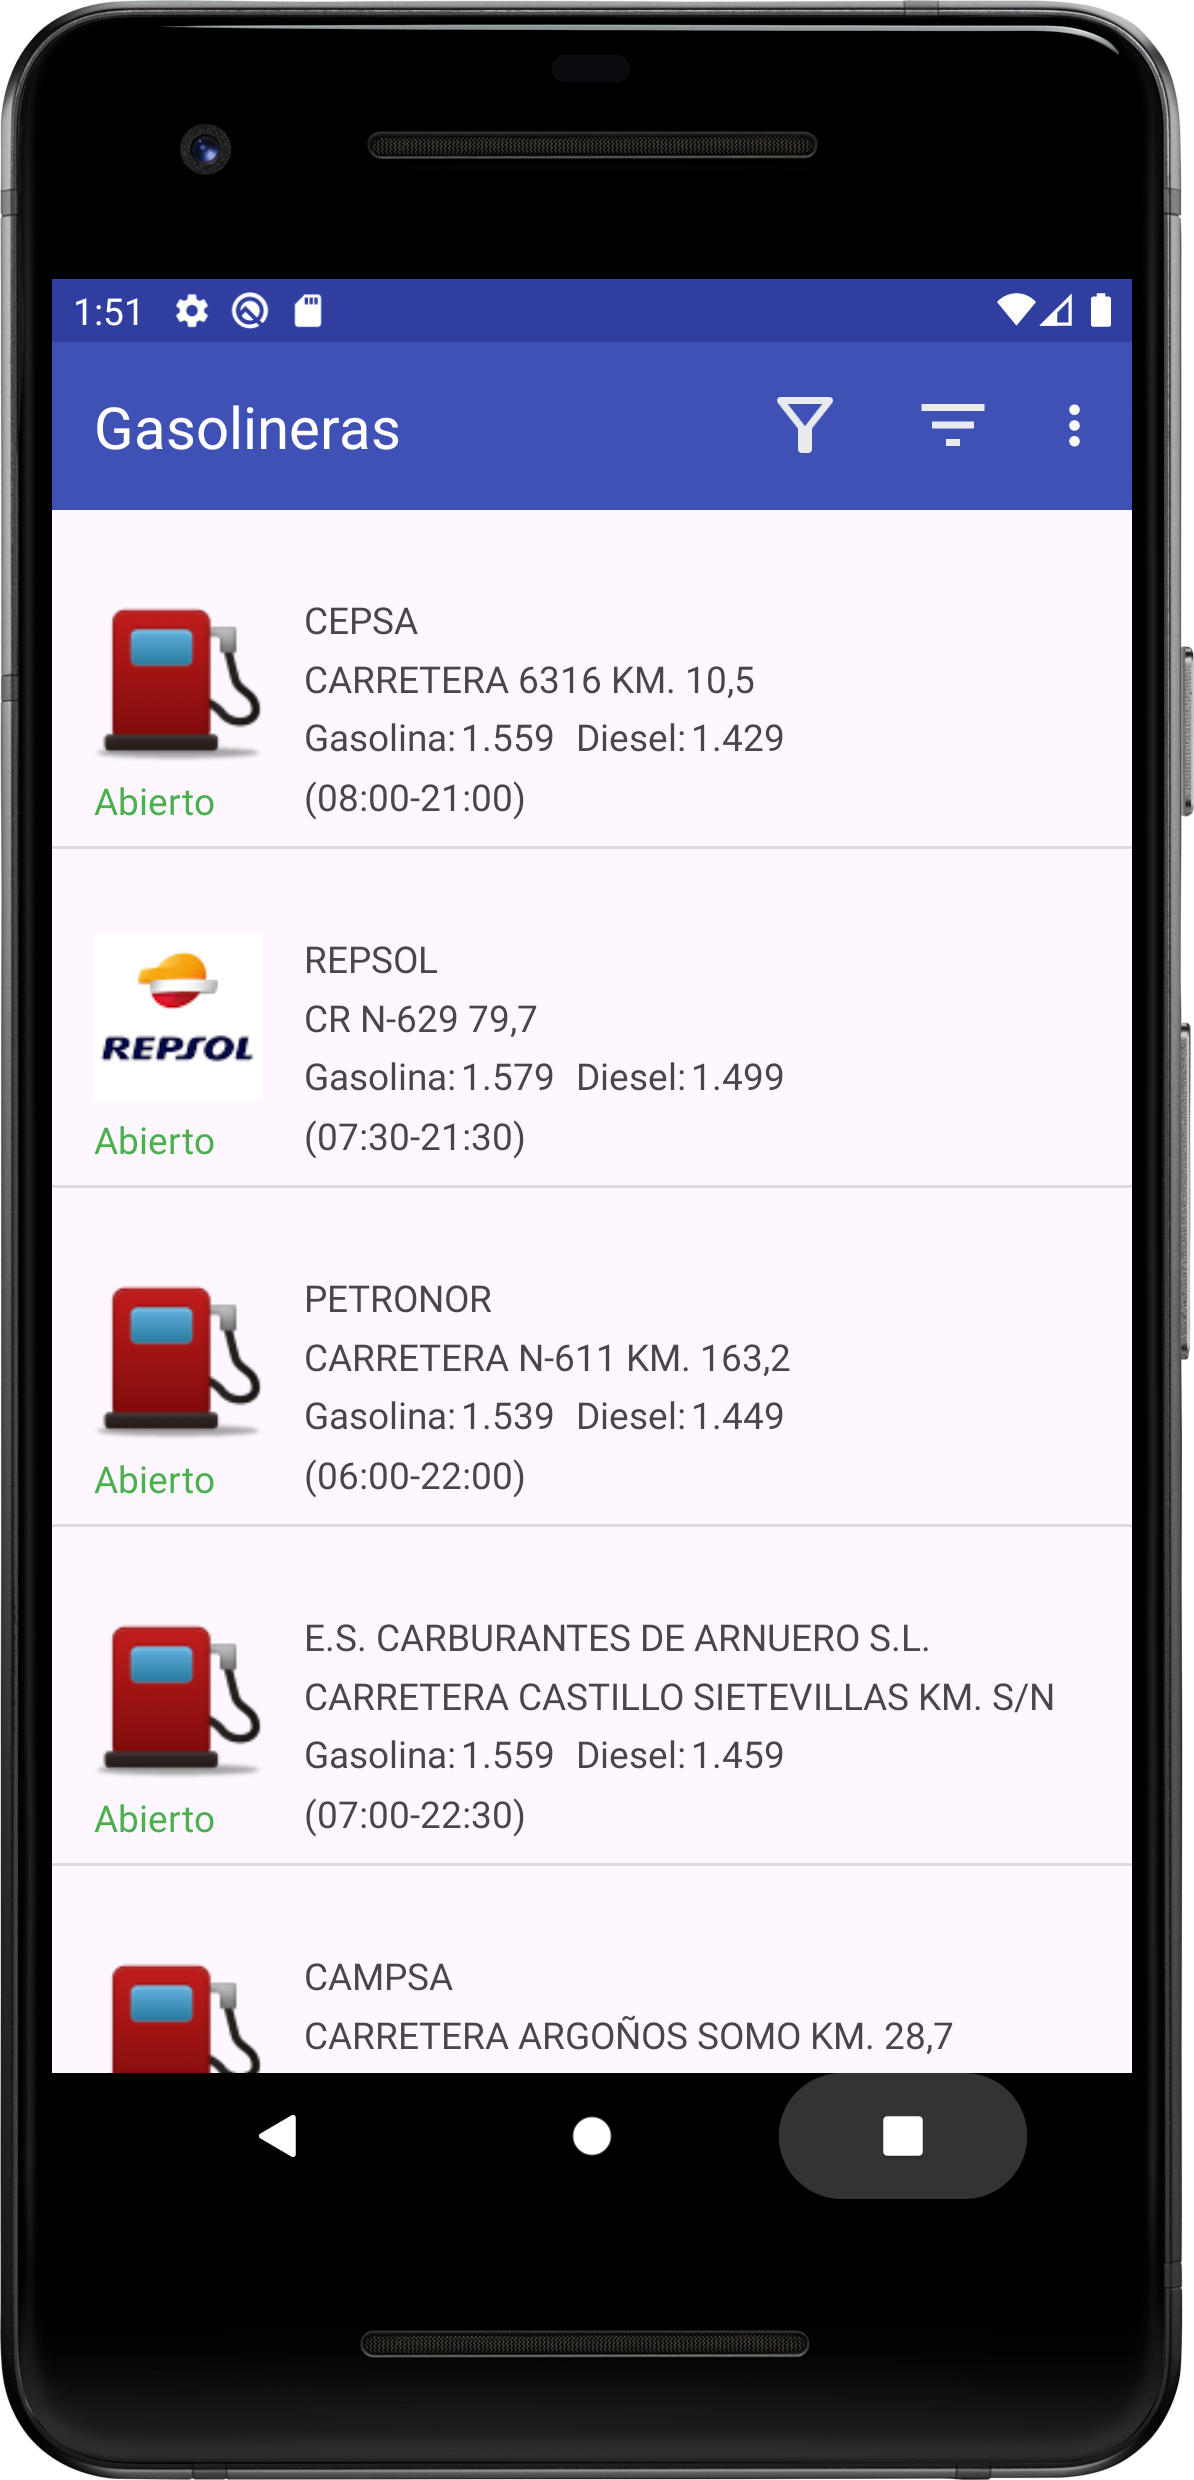 1:51
Gasolineras
CEPSA
CARRETERA 6316 KM. 10,5
Gasolina: 1.559 Diesel: 1.429
Abierto
(08:00-21:00)
REPSOL
REPSOL
CR N-629 79,7
Gasolina: 1.579 Diesel: 1.499
Abierto
(07:30-21:30)
PETRONOR
CARRETERA N-611 KM. 163,2
Gasolina: 1.539 Diesel: 1.449
Abierto
(06:00-22:00)
E.S. CARBURANTES DE ARNUERO S.L.
CARRETERA CASTILLO SIETEVILLAS KM. S/N
Gasolina: 1.559 Diesel: 1.459
Abierto
(07:00-22:30)
CAMPSA
CARRETERA ARGOÑOS SOMO KM. 28,7